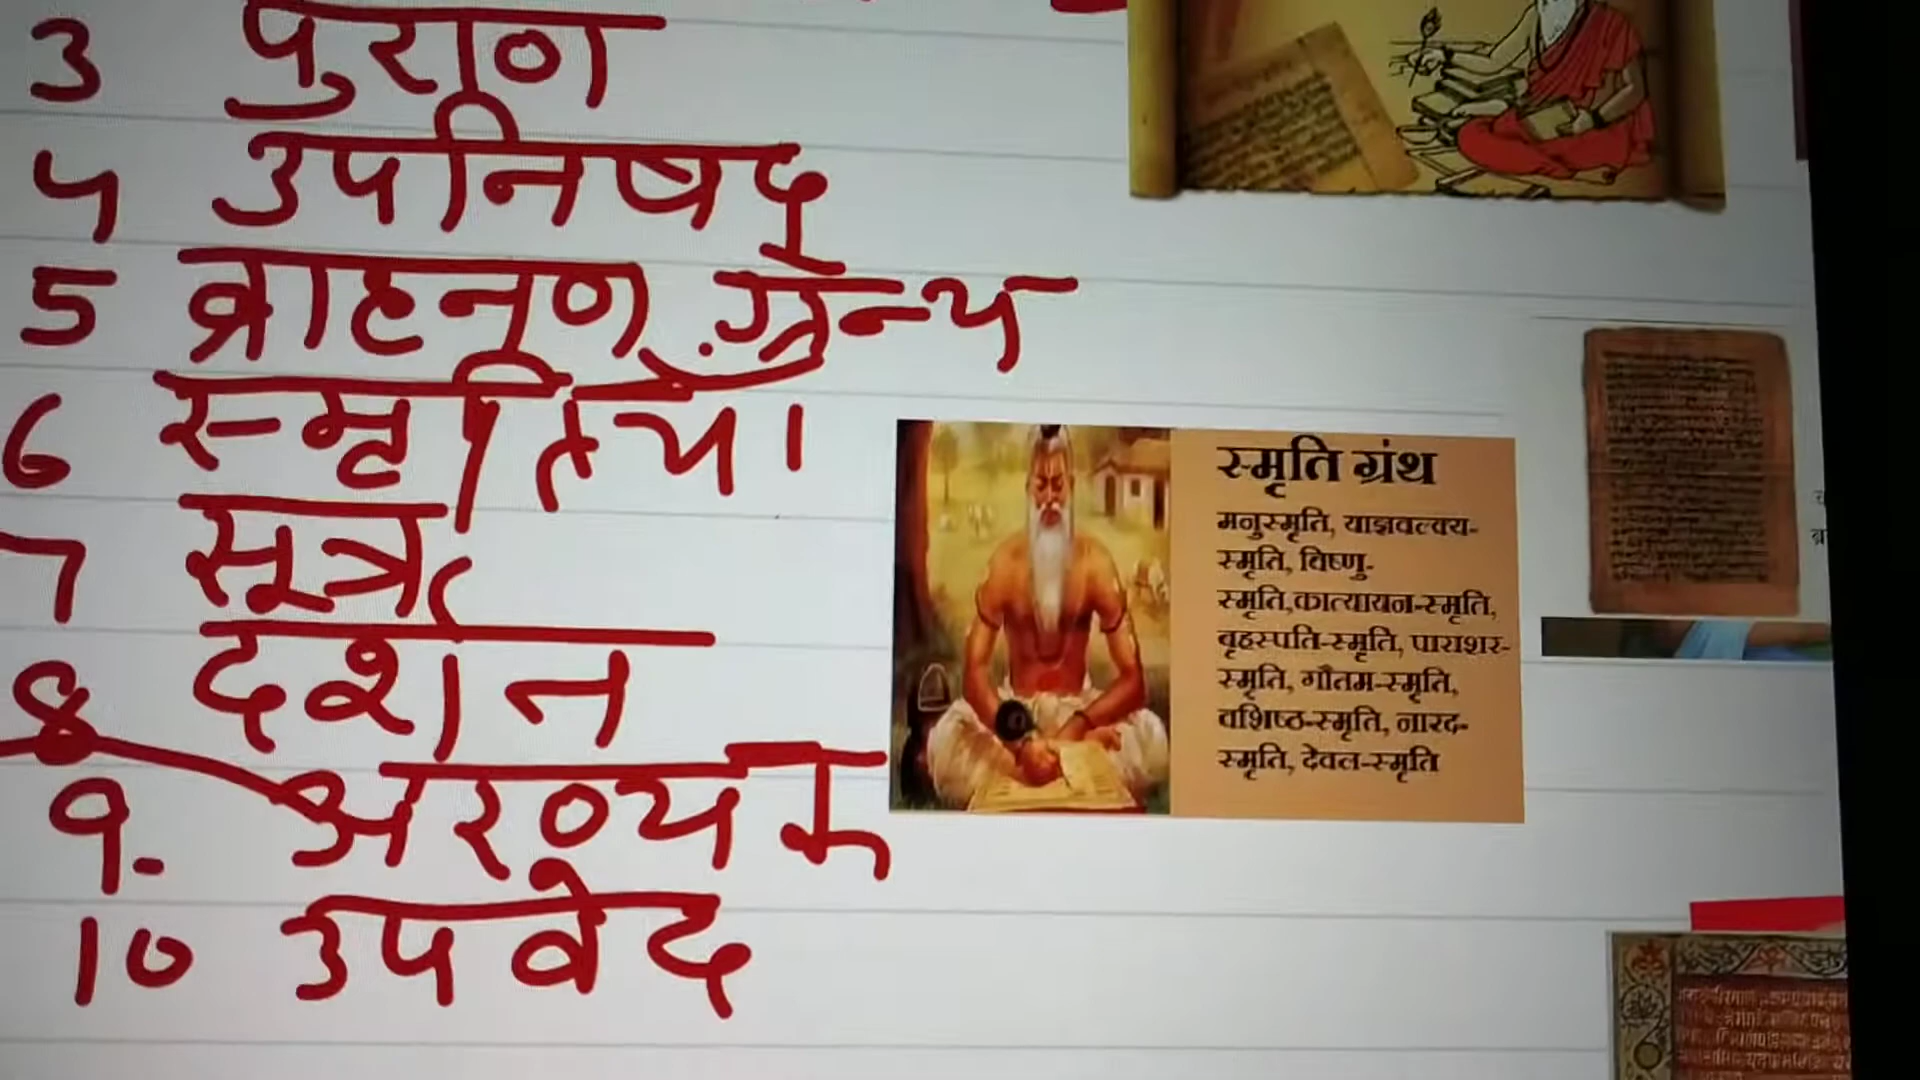 3 पुराण
4 उपनिषद्
5 ब्राहमण ग्रन्थ
6 स्मृतियां
7 सूत्र
8 दर्शन
9. अरण्यक
10 उपवेद
स्मृति ग्रंथ
मनुस्मृति, याज्ञवल्क्य-
स्मृति, विष्णु-
स्मृति,कात्यायन-स्मृति,
बृहस्पति-स्मृति, पाराशर-
स्मृति, गौतम-स्मृति,
वशिष्ठ-स्मृति, नारद-
स्मृति, देवल-स्मृति